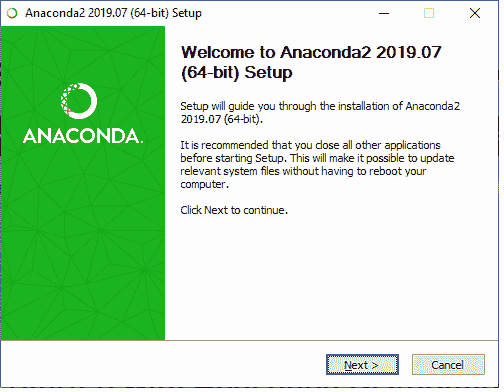 Anaconda2 2019.07 (64-bit) Setup
ANACONDA.
Welcome to Anaconda2 2019.07
(64-bit) Setup
Setup will guide you through the installation of Anaconda2
2019.07 (64-bit).
It is recommended that you close all other applications
before starting Setup. This will make it possible to update
relevant system files without having to reboot your
computer.
Click Next to continue.
Next >
Cancel